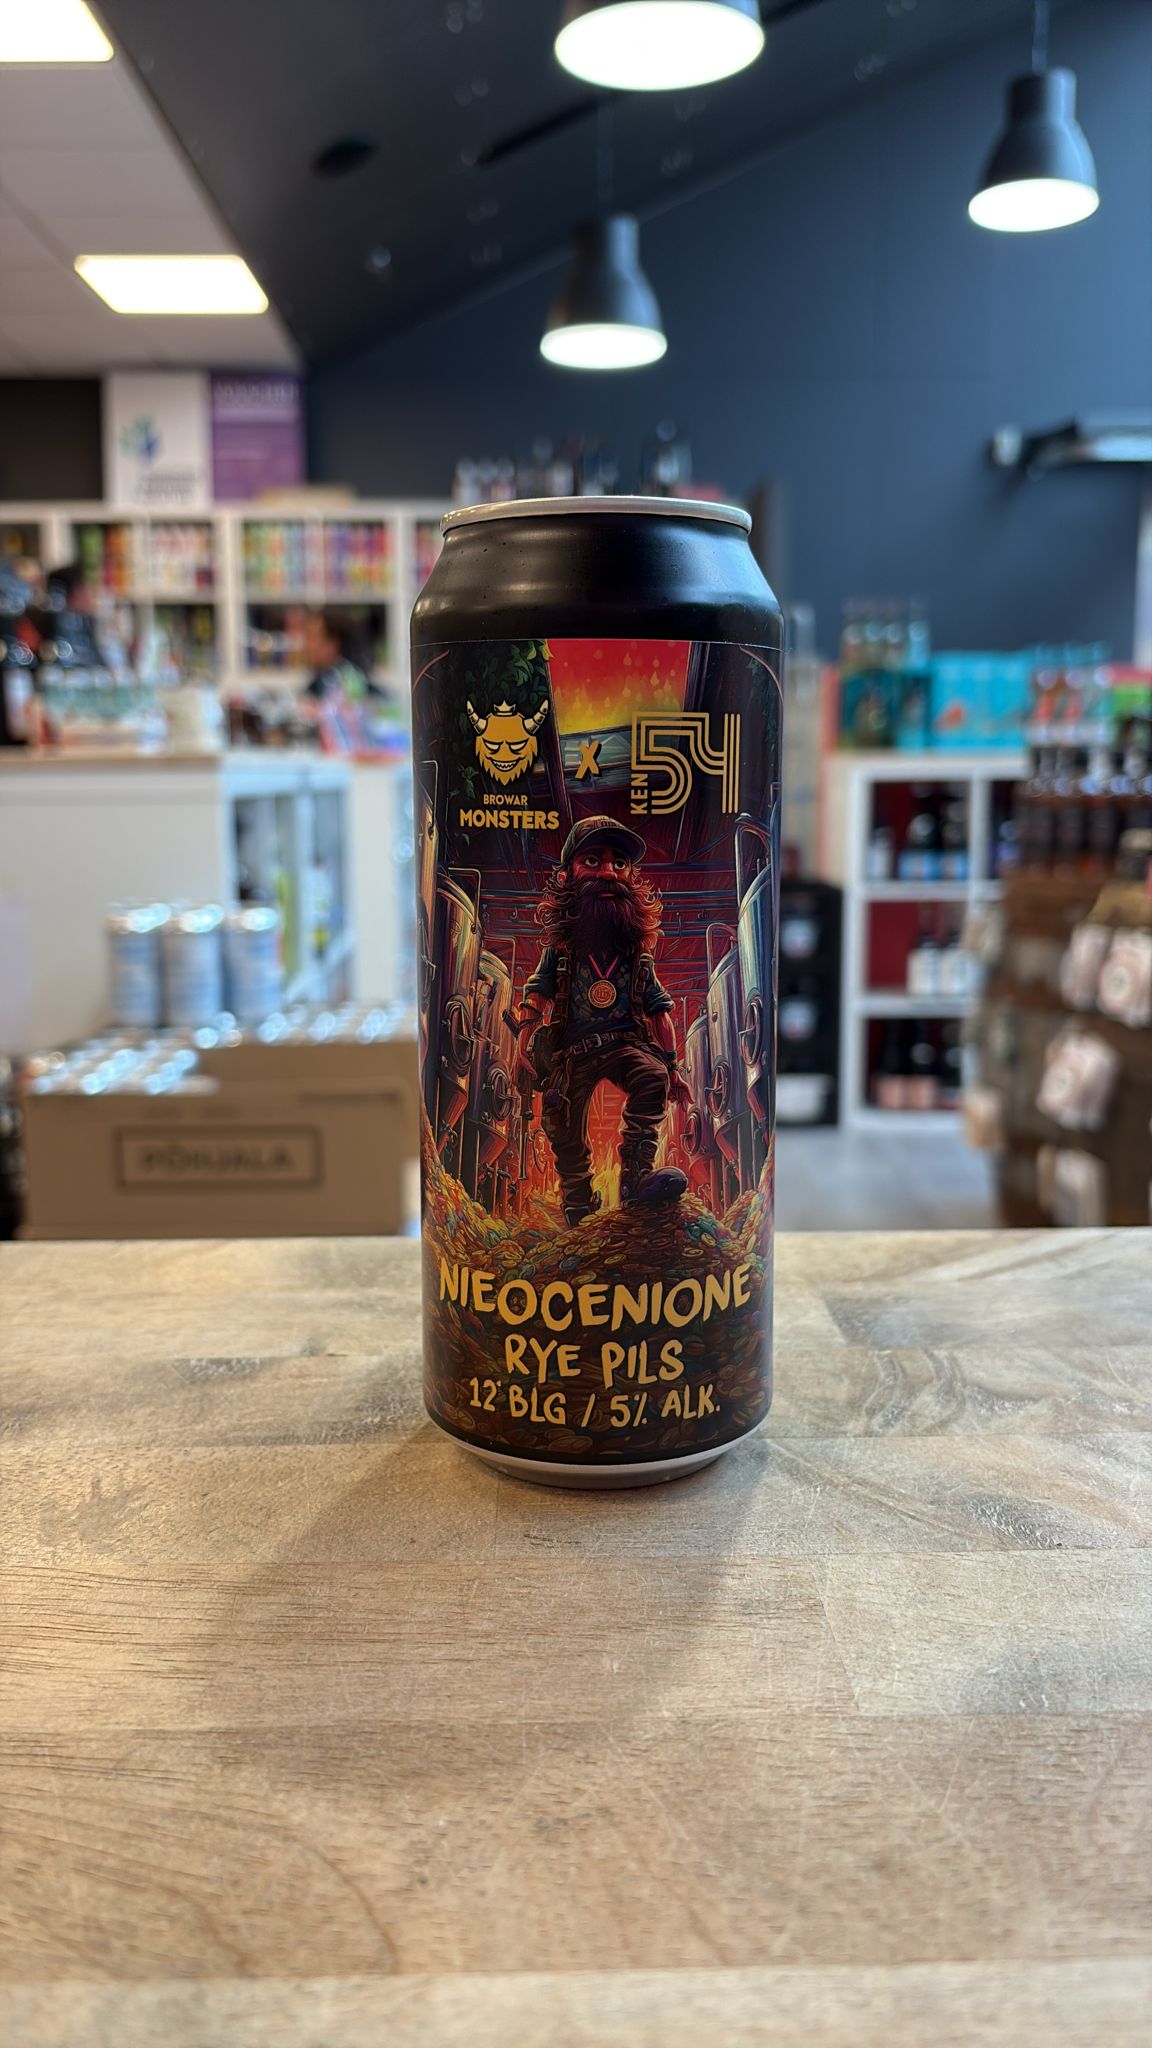 BROWAR
MONSTERS
X
KEN
54
NIEOCENIONE
RYE PILS
12° BLG / 5% ALK.
PÕHJALA